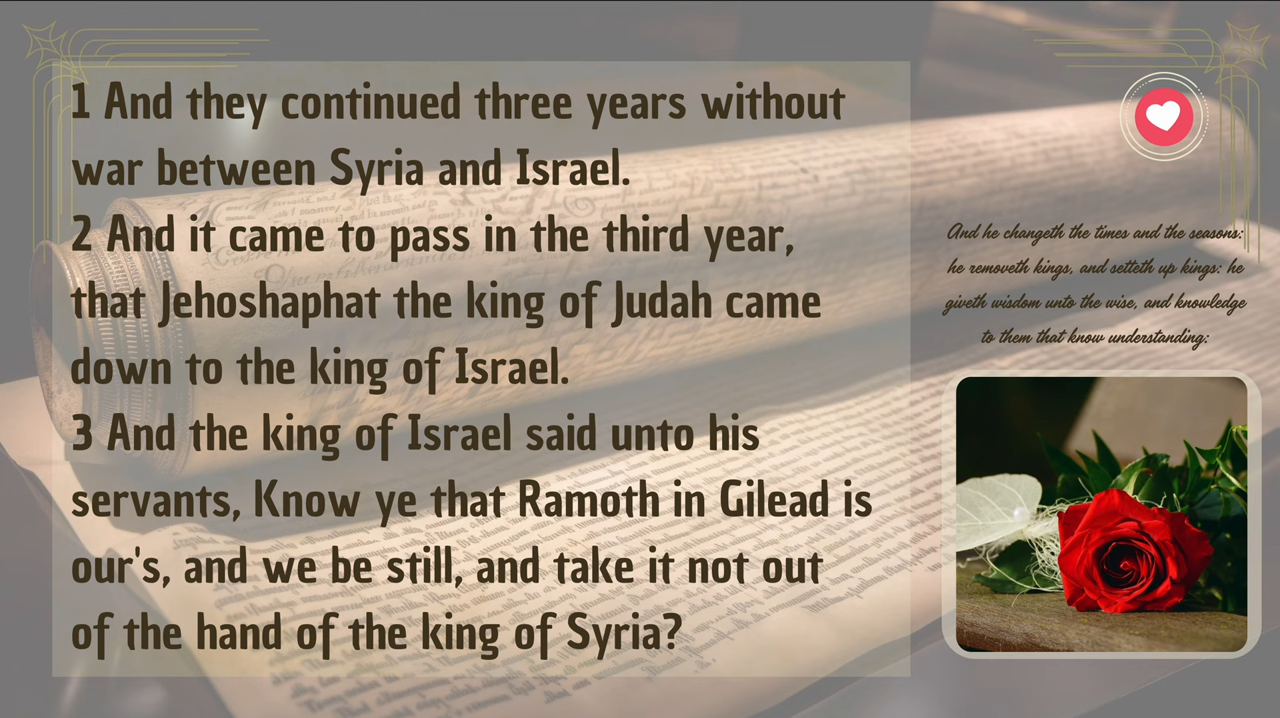 1 And they continued three years without
war between Syria and Israel.
2 And it came to pass in the third year,
that Jehoshaphat the king of Judah came
down to the king of Israel.
3 And the king of Israel said unto his
servants, Know ye that Ramoth in Gilead is
our's, and we be still, and take it not out
of the hand of the king of Syria?
And he changeth the times and the seasons:
he removeth kings, and setteth up kings: he
giveth wisdom unto the wise, and knowledge
to them that know understanding: